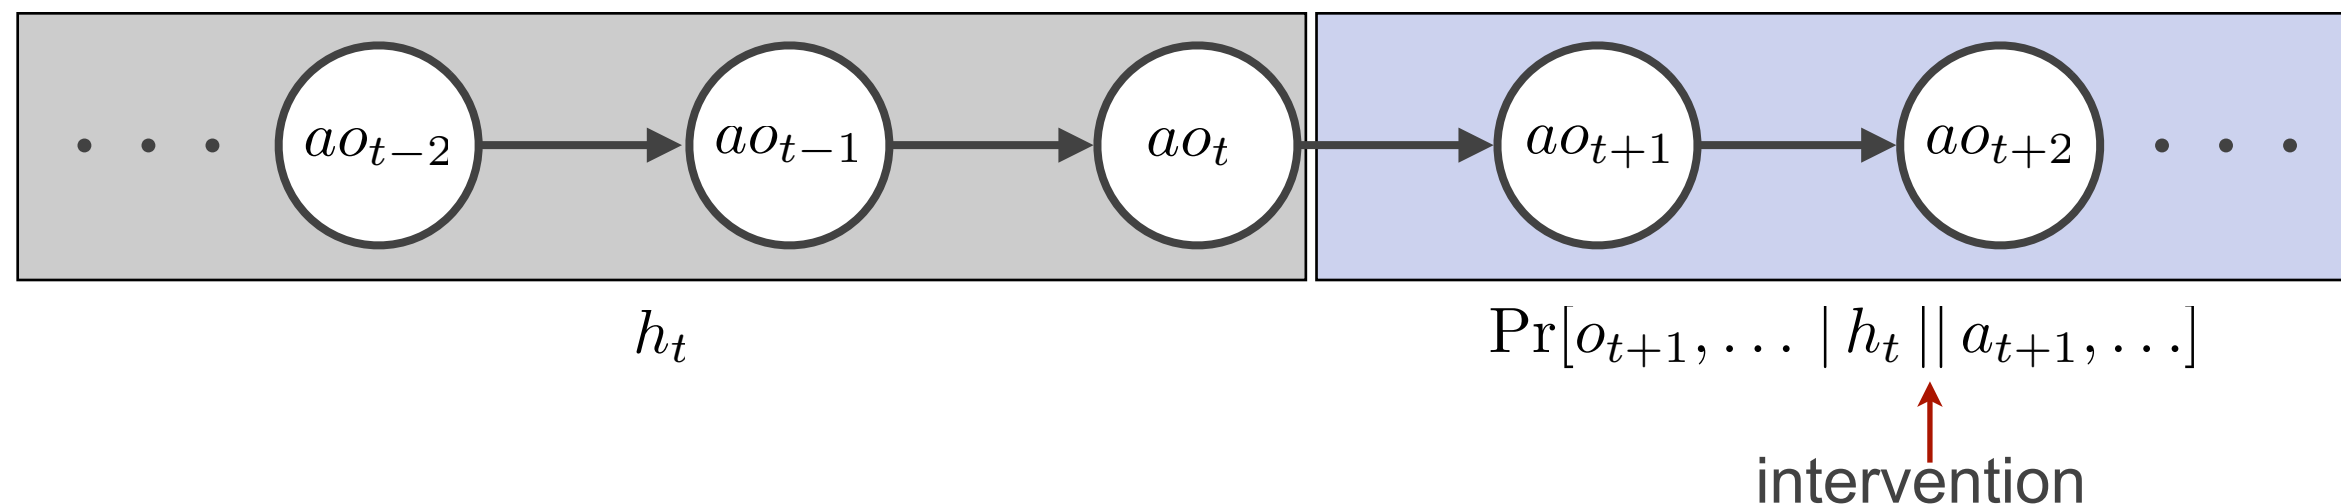 . . . ao_{t−2} ao_{t−1} ao_t ao_{t+1} ao_{t+2} . . .
h_t Pr[o_{t+1}, . . . | h_t || a_{t+1}, . . .]
intervention